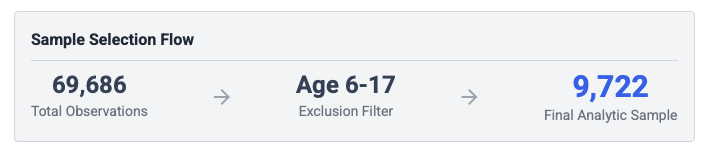 Sample Selection Flow
69,686
Total Observations
Age 6-17
Exclusion Filter
9,722
Final Analytic Sample